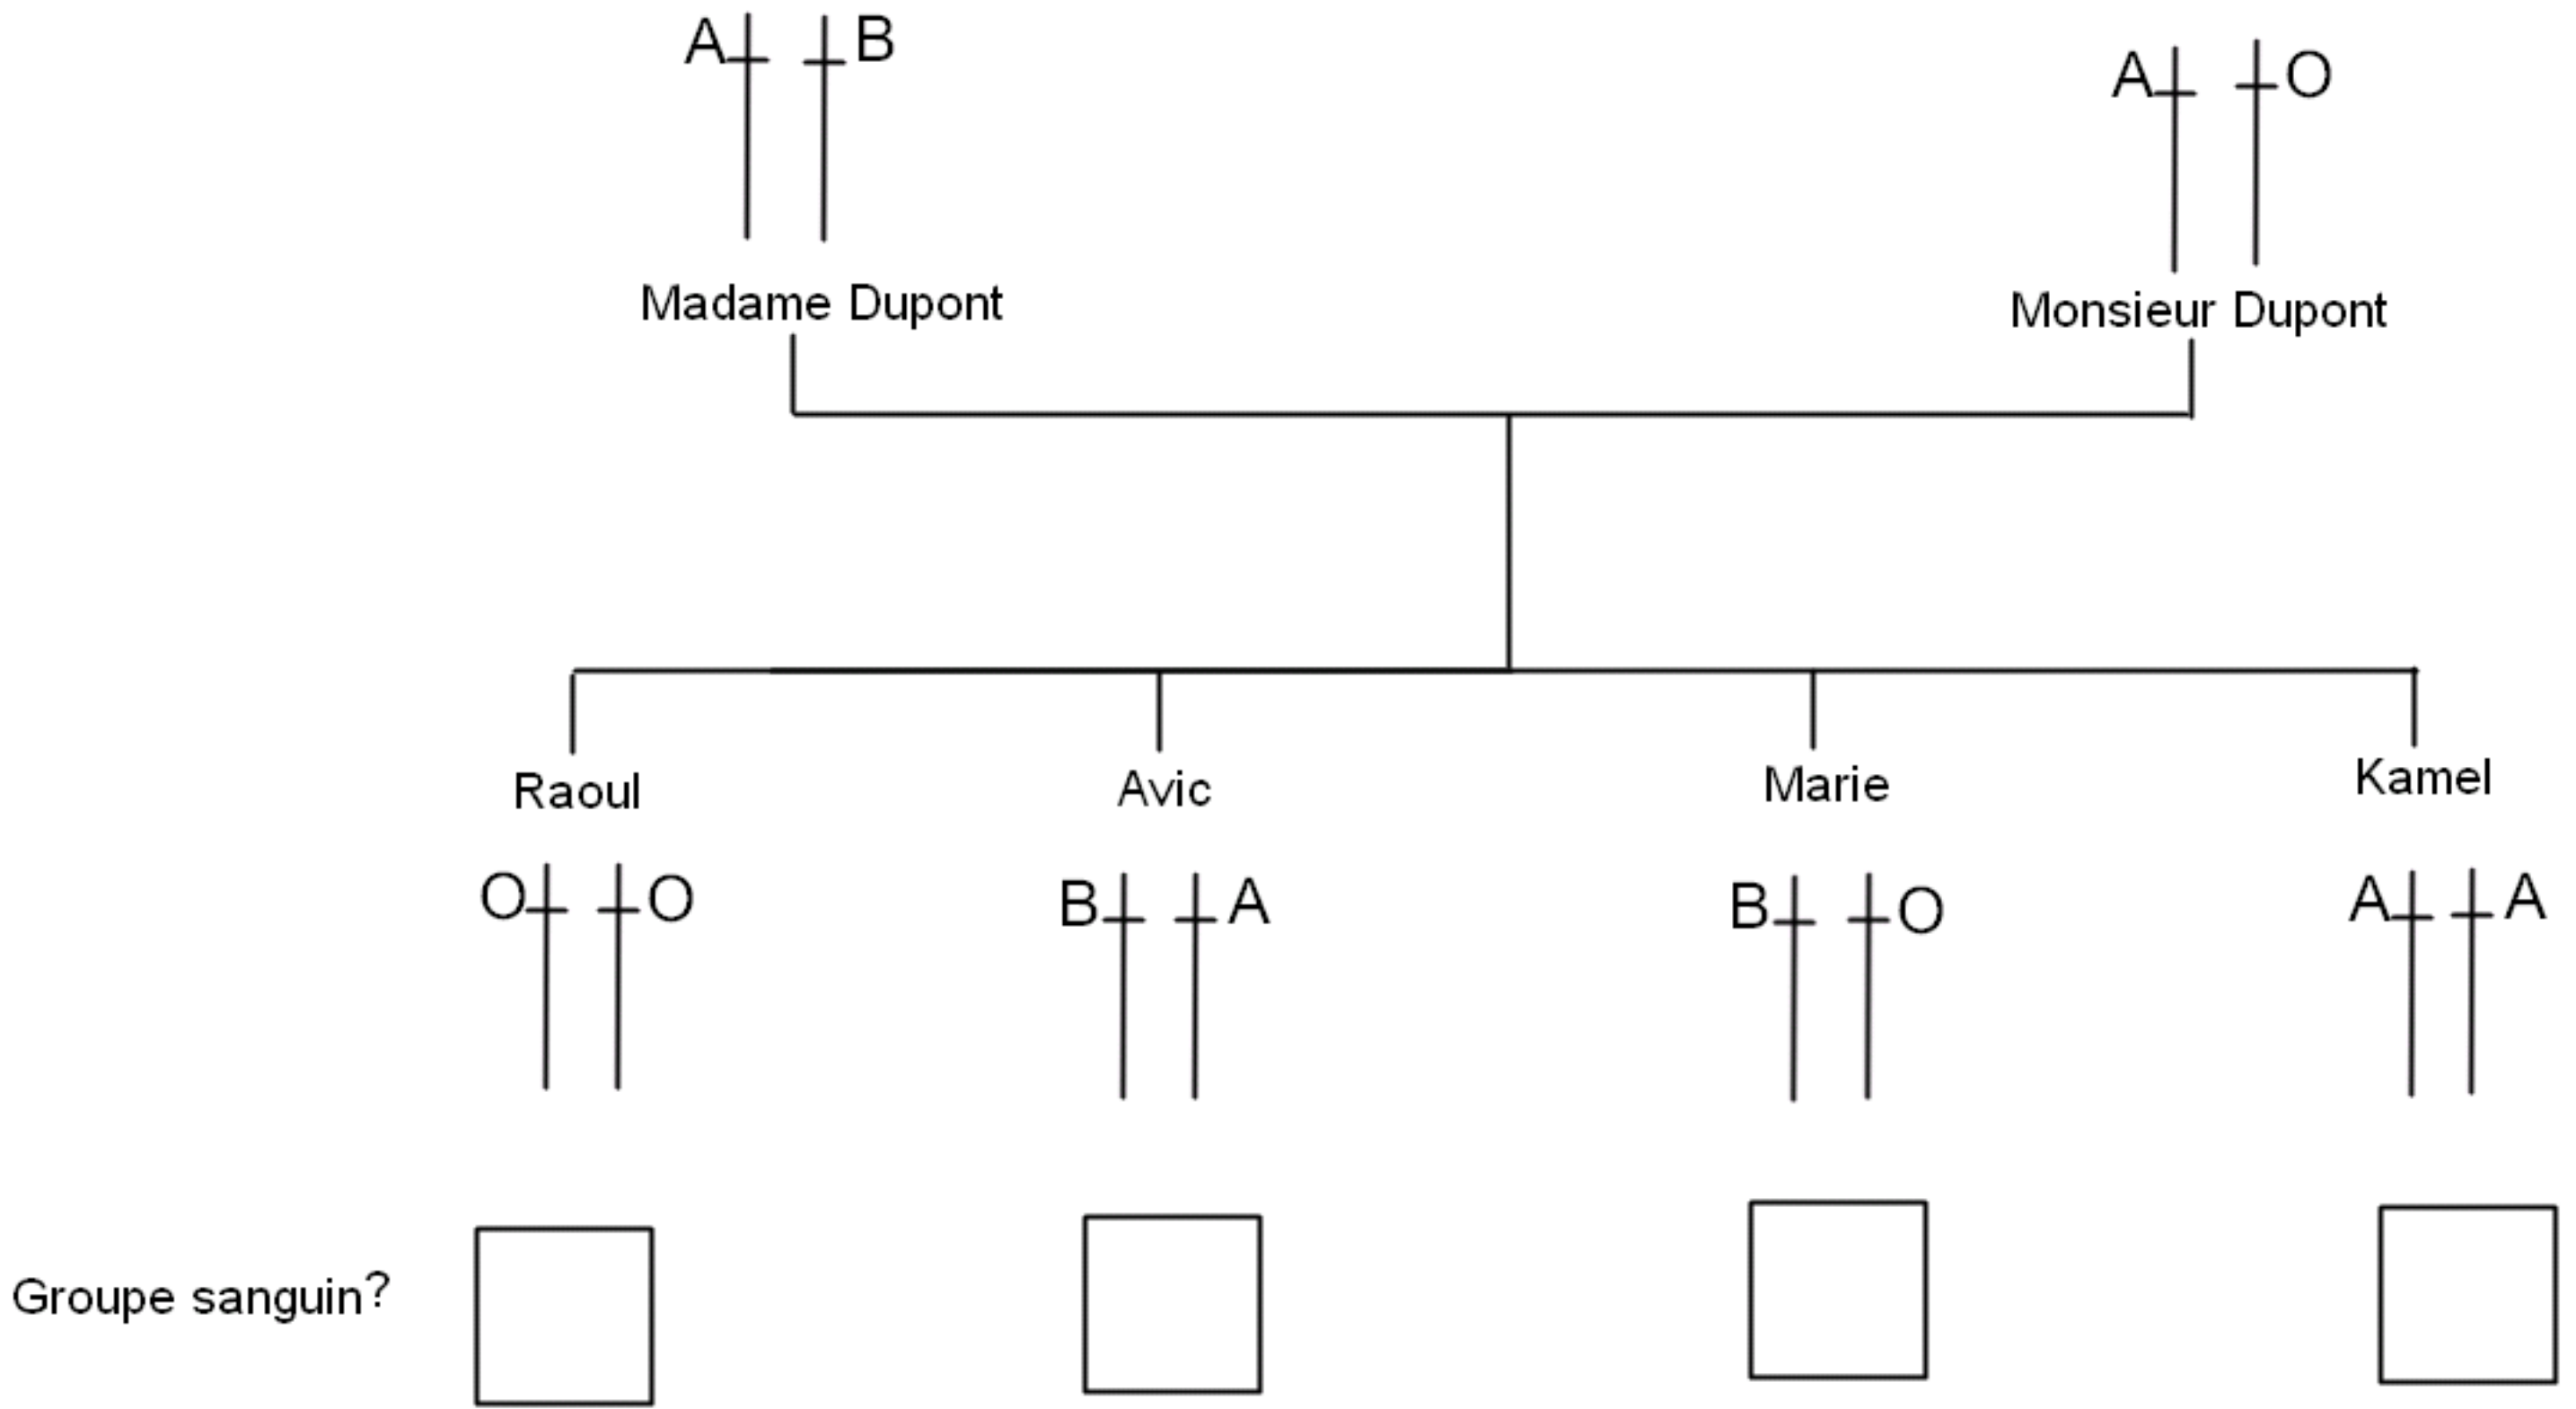 A B
A O
Madame Dupont
Monsieur Dupont
Raoul
Avic
Marie
Kamel
O O
B A
B O
A A
Groupe sanguin?